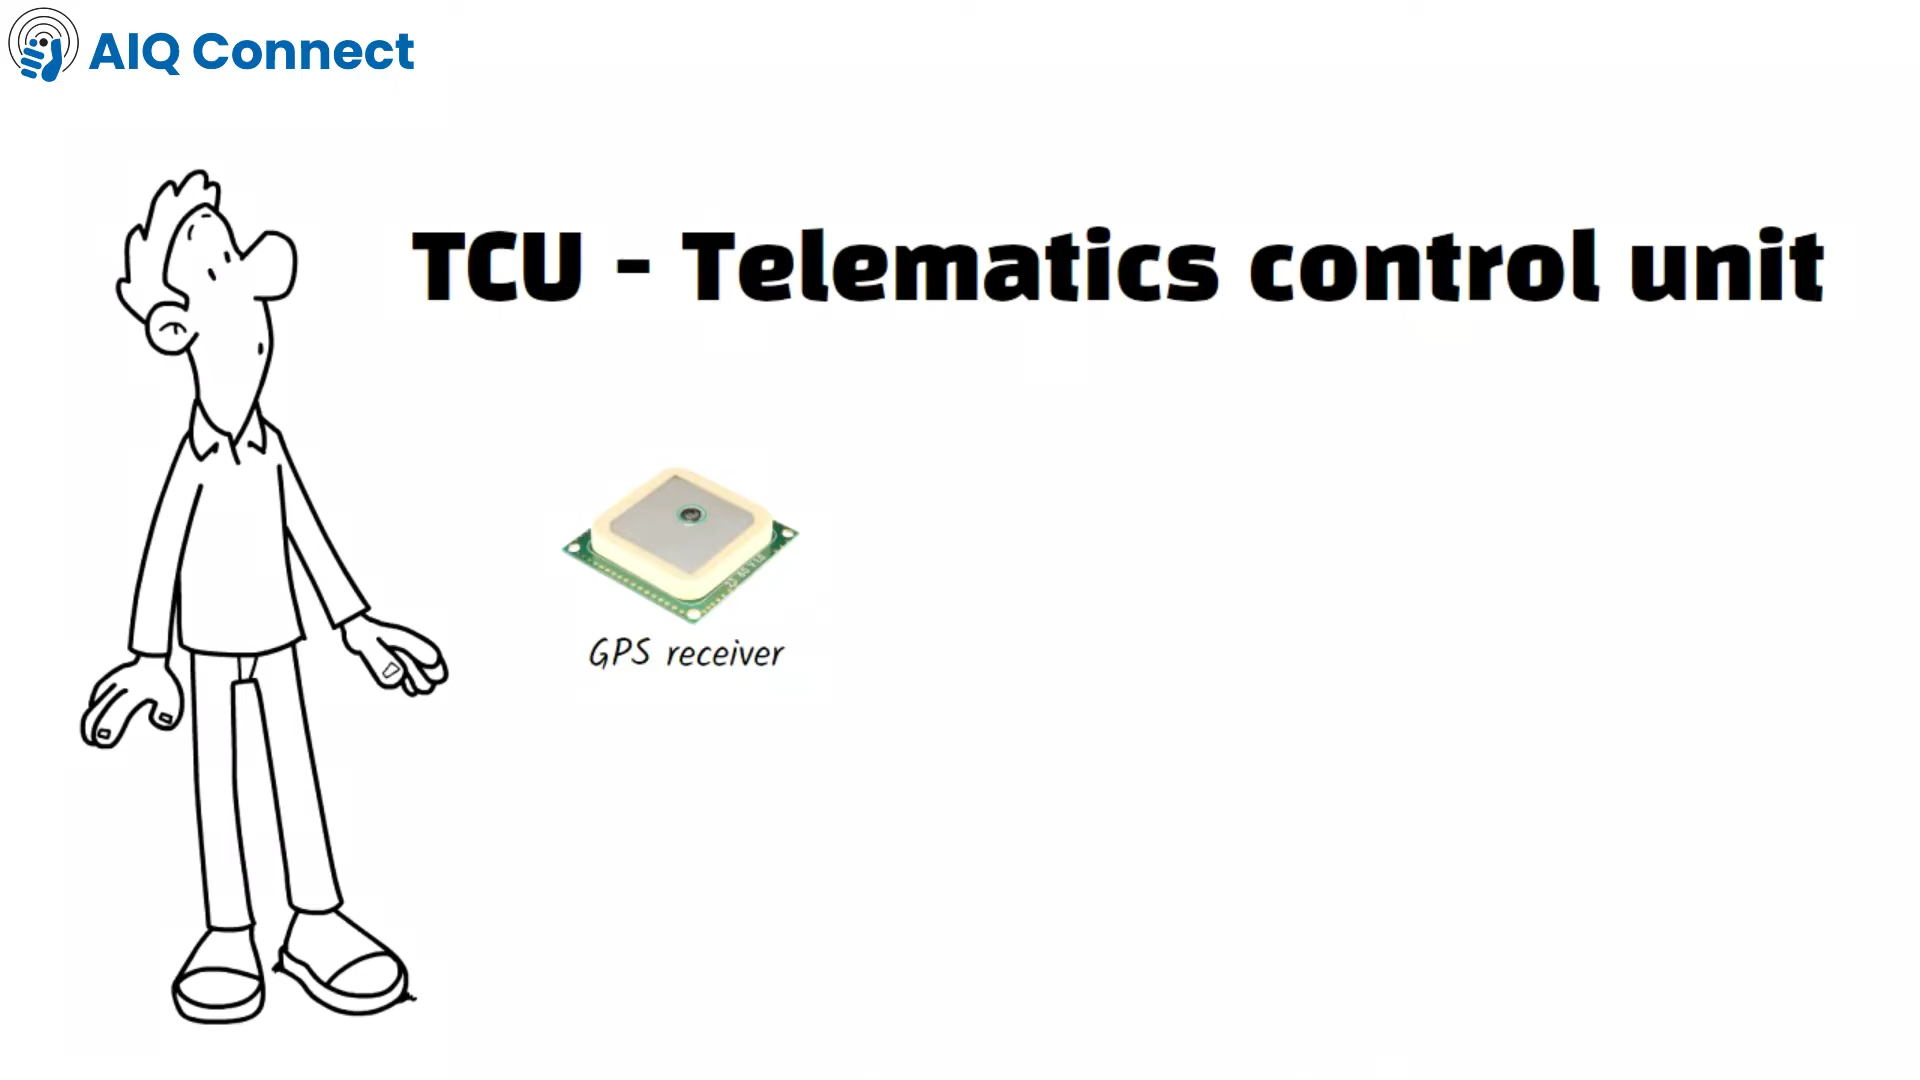 AIQ Connect
TCU - Telematics control unit
GPS receiver